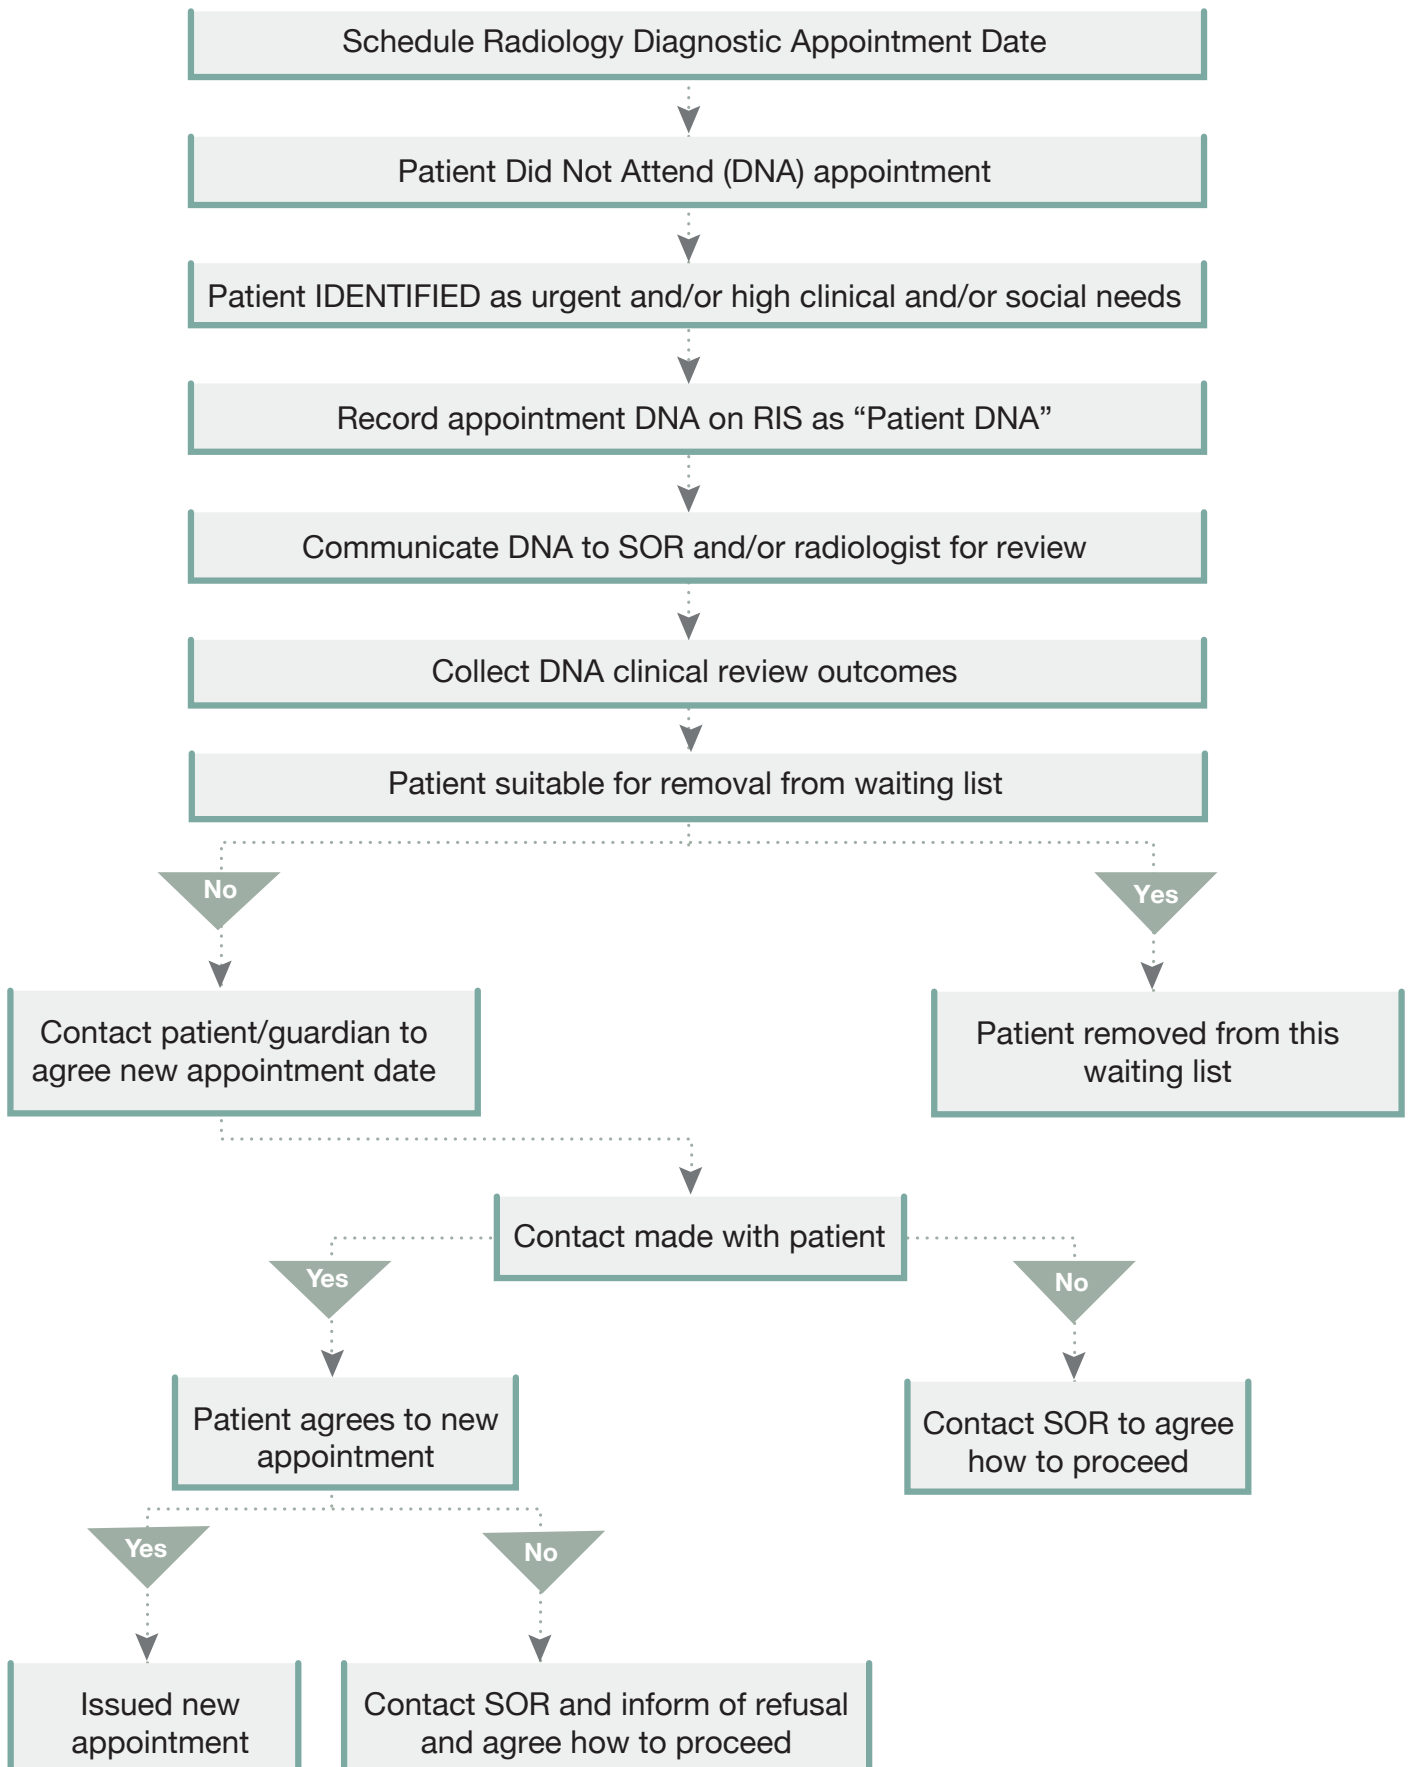 Schedule Radiology Diagnostic Appointment Date
Patient Did Not Attend (DNA) appointment
Patient IDENTIFIED as urgent and/or high clinical and/or social needs
Record appointment DNA on RIS as “Patient DNA”
Communicate DNA to SOR and/or radiologist for review
Collect DNA clinical review outcomes
Patient suitable for removal from waiting list
No
Yes
Contact patient/guardian to
agree new appointment date
Patient removed from this
waiting list
Contact made with patient
Yes
No
Patient agrees to new
appointment
Contact SOR to agree
how to proceed
Yes
No
Issued new
appointment
Contact SOR and inform of refusal
and agree how to proceed